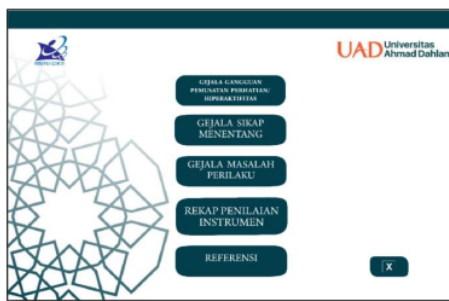 UAD Universitas
Ahmad Dahlan
GEJALA GANGGUAN
PEMUSATAN PERHATIAN/
HIPERAKTIFITAS
GEJALA SIKAP
MENENTANG
GEJALA MASALAH
PERILAKU
REKAP PENILAIAN
INSTRUMEN
REFERENSI
X